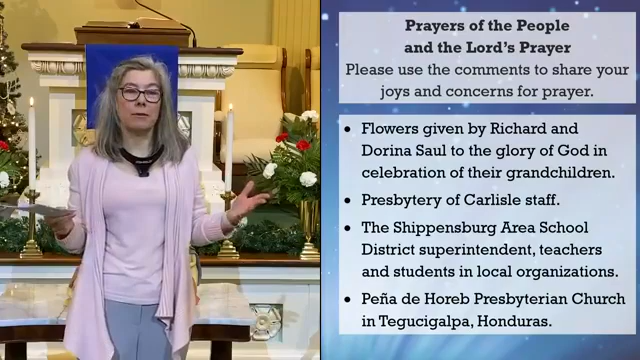 Prayers of the People
and the Lord's Prayer
Please use the comments to share your
joys and concerns for prayer.
• Flowers given by Richard and
Dorina Saul to the glory of God in
celebration of their grandchildren.
• Presbytery of Carlisle staff.
• The Shippensburg Area School
District superintendent, teachers
and students in local organizations.
• Peña de Horeb Presbyterian Church
in Tegucigalpa, Honduras.